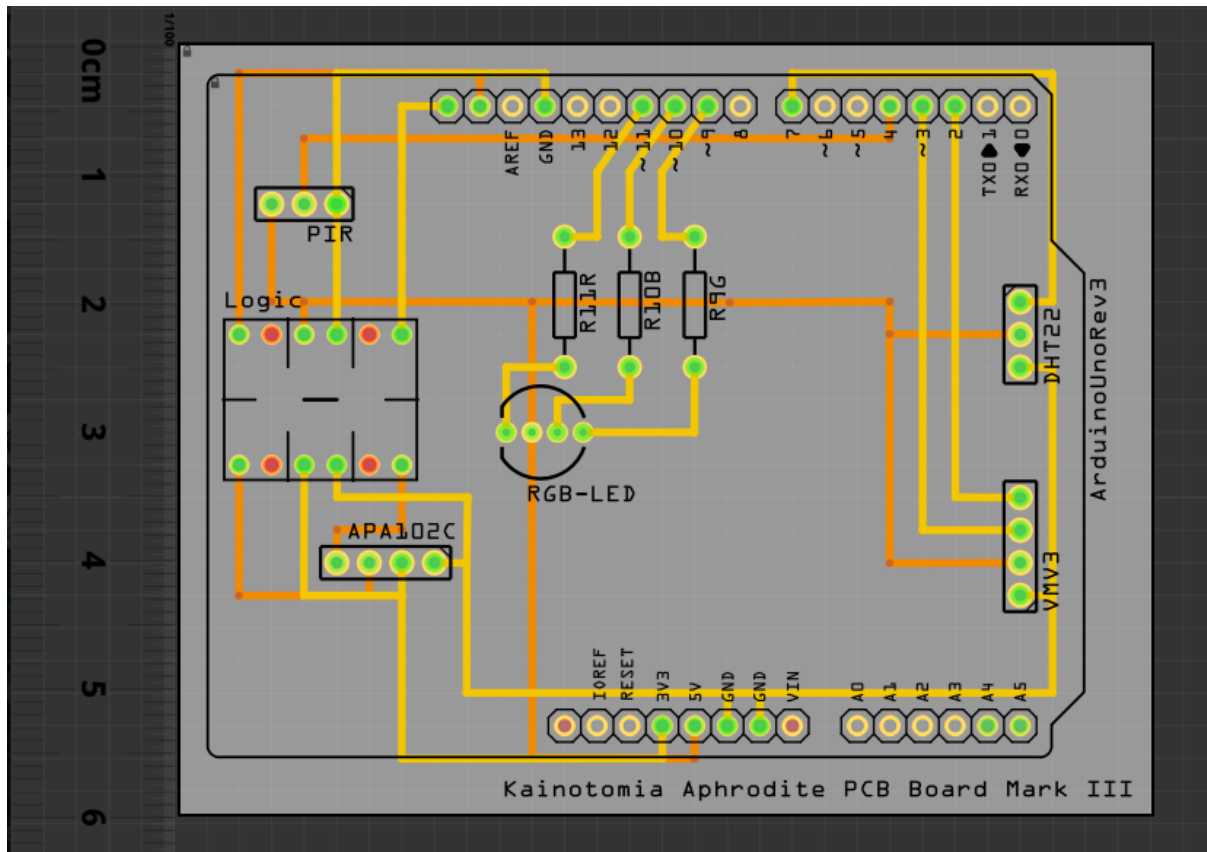 1/100
0cm
1
2
3
4
5
6
AREF
GND
13
12
~11
~10
~9
8
7
~6
~5
4
~3
2
TX0▶1
RX0◀0
PIR
Logic
R11R
R10B
R9G
DHT22
ArduinoUnoRev3
RGB-LED
APA102C
VMV3
IOREF
RESET
3V3
5V
GND
GND
VIN
A0
A1
A2
A3
A4
A5
Kainotomia Aphrodite PCB Board Mark III